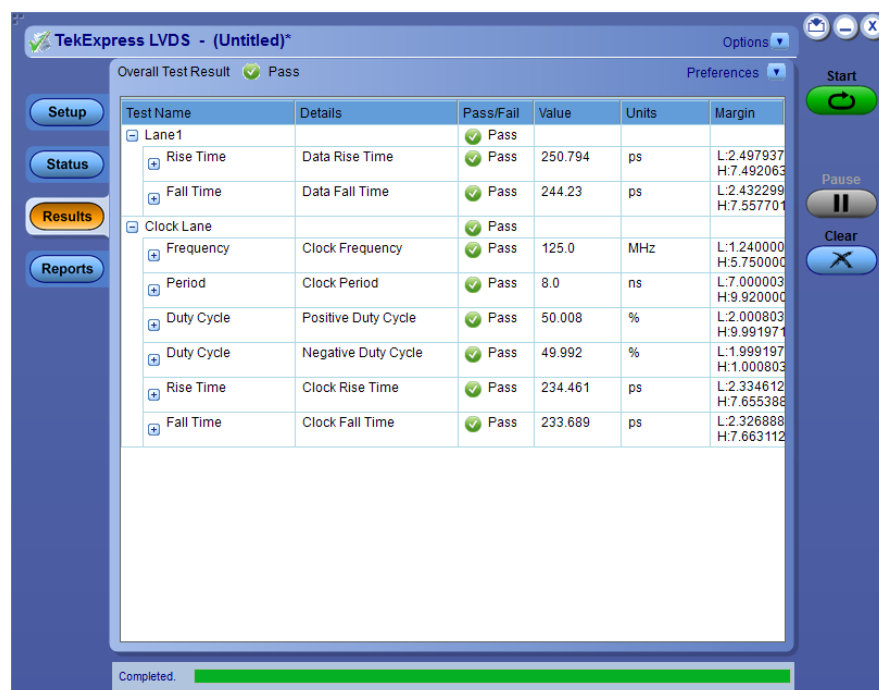 TekExpress LVDS - (Untitled)*
Options
X
Overall Test Result Pass
Preferences
Start
Setup
Status
Results
Reports
Pause
Clear
Test Name Details Pass/Fail Value Units Margin
Lane1 Pass
Rise Time Data Rise Time Pass 250.794 ps L:2.497937
H:7.492063
Fall Time Data Fall Time Pass 244.23 ps L:2.432299
H:7.557701
Clock Lane Pass
Frequency Clock Frequency Pass 125.0 MHz L:1.240000
H:5.750000
Period Clock Period Pass 8.0 ns L:7.000003
H:9.920000
Duty Cycle Positive Duty Cycle Pass 50.008 % L:2.000803
H:9.991971
Duty Cycle Negative Duty Cycle Pass 49.992 % L:1.999197
H:1.000803
Rise Time Clock Rise Time Pass 234.461 ps L:2.334612
H:7.655388
Fall Time Clock Fall Time Pass 233.689 ps L:2.326888
H:7.663112
Completed.